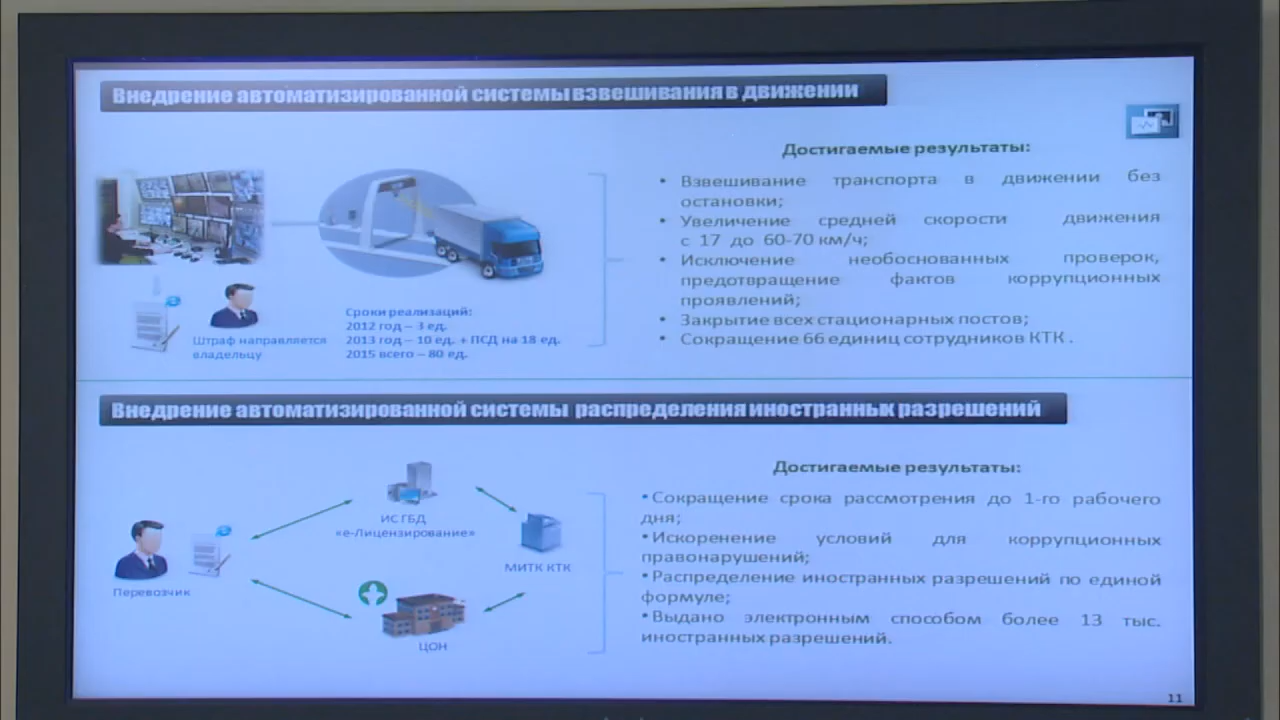 Внедрение автоматизированной системы взвешивания в движении
Достигаемые результаты:
• Взвешивание транспорта в движении без
остановки;
• Увеличение средней скорости движения
с 17 до 60-70 км/ч;
• Исключение необоснованных проверок,
предотвращение фактов коррупционных
проявлений;
• Закрытие всех стационарных постов;
• Сокращение 66 единиц сотрудников КТК .
Штраф направляется
владельцу
Сроки реализаций:
2012 год – 3 ед.
2013 год – 10 ед. + ПСД на 18 ед.
2015 всего – 80 ед.
Внедрение автоматизированной системы распределения иностранных разрешений
Перевозчик
ИС ГБД
«е-Лицензирование»
МИТК КТК
ЦОН
Достигаемые результаты:
•Сокращение срока рассмотрения до 1-го рабочего
дня;
•Искоренение условий для коррупционных
правонарушений;
•Распределение иностранных разрешений по единой
формуле;
•Выдано электронным способом более 13 тыс.
иностранных разрешений.
11